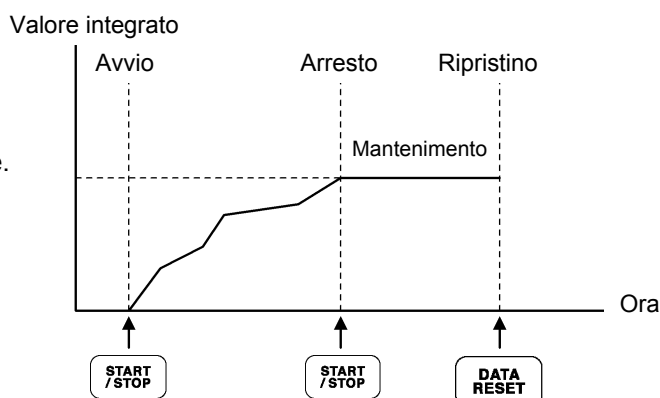 Valore integrato
Avvio Arresto Ripristino
Mantenimento
e.
Ora
START
/ STOP
START
/ STOP
DATA
RESET